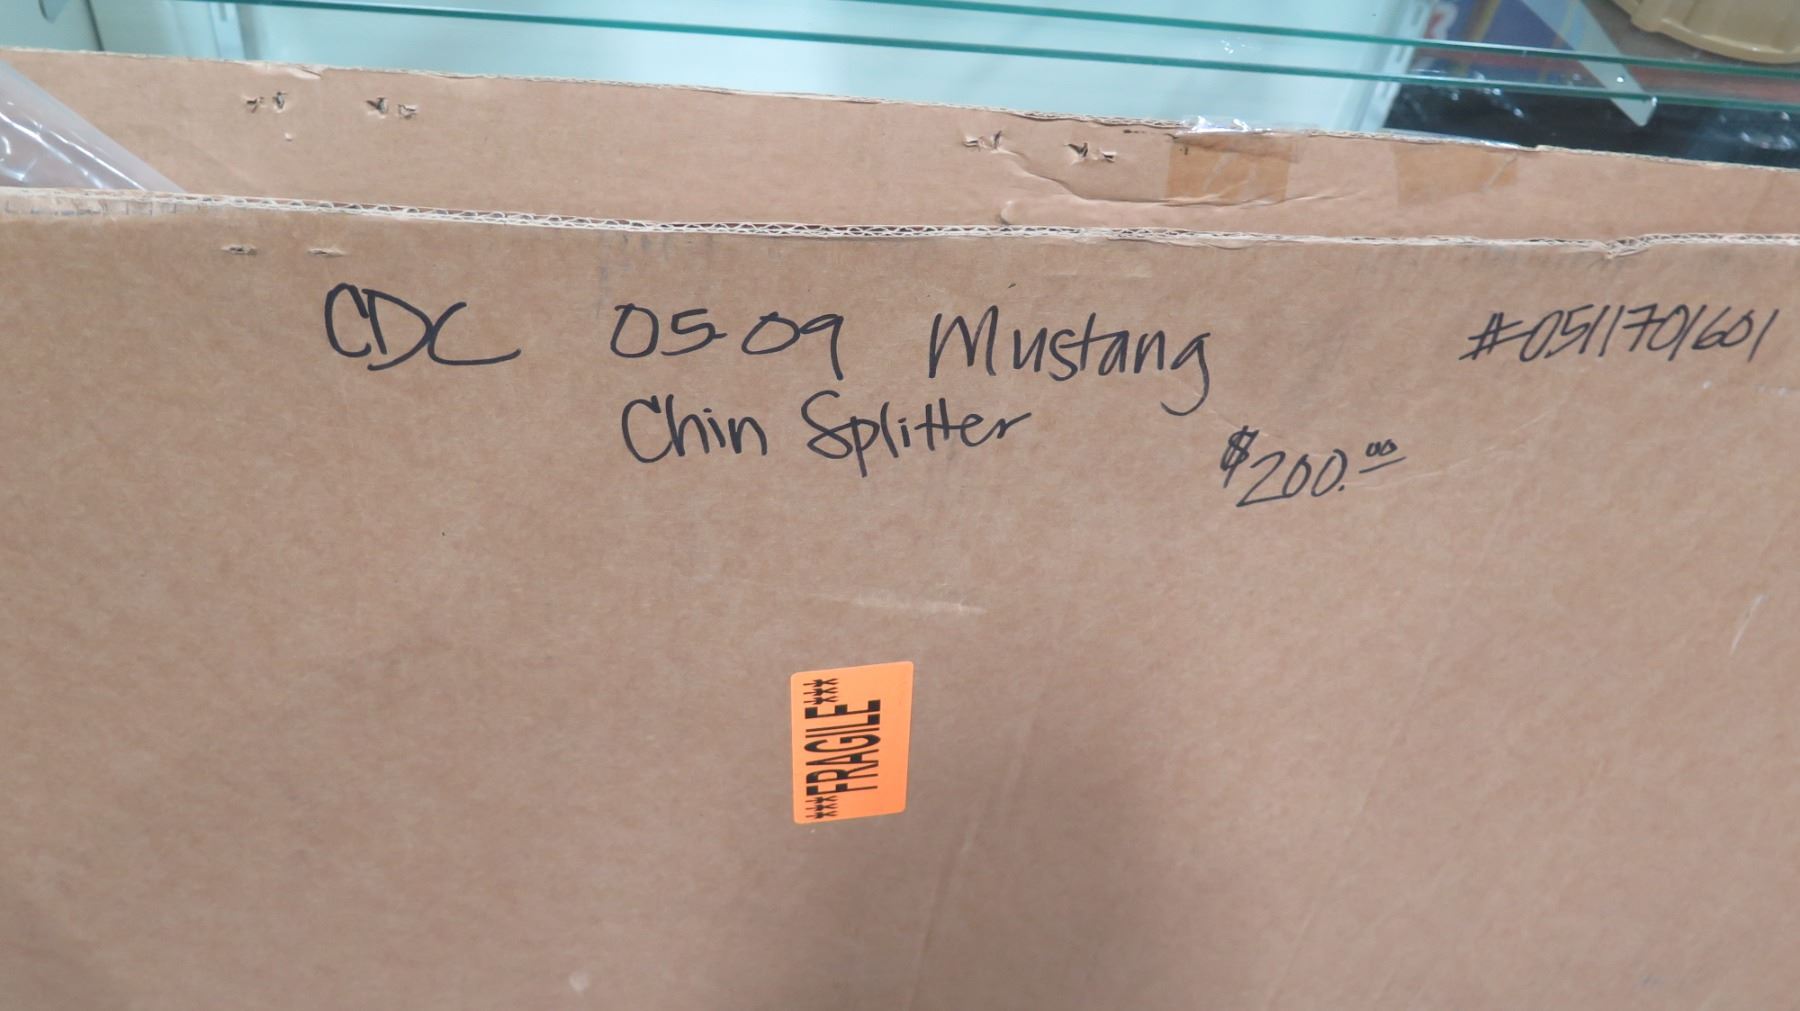 CDC 05-09 Mustang #0511701601
Chin Splitter
$200.00
***FRAGILE***